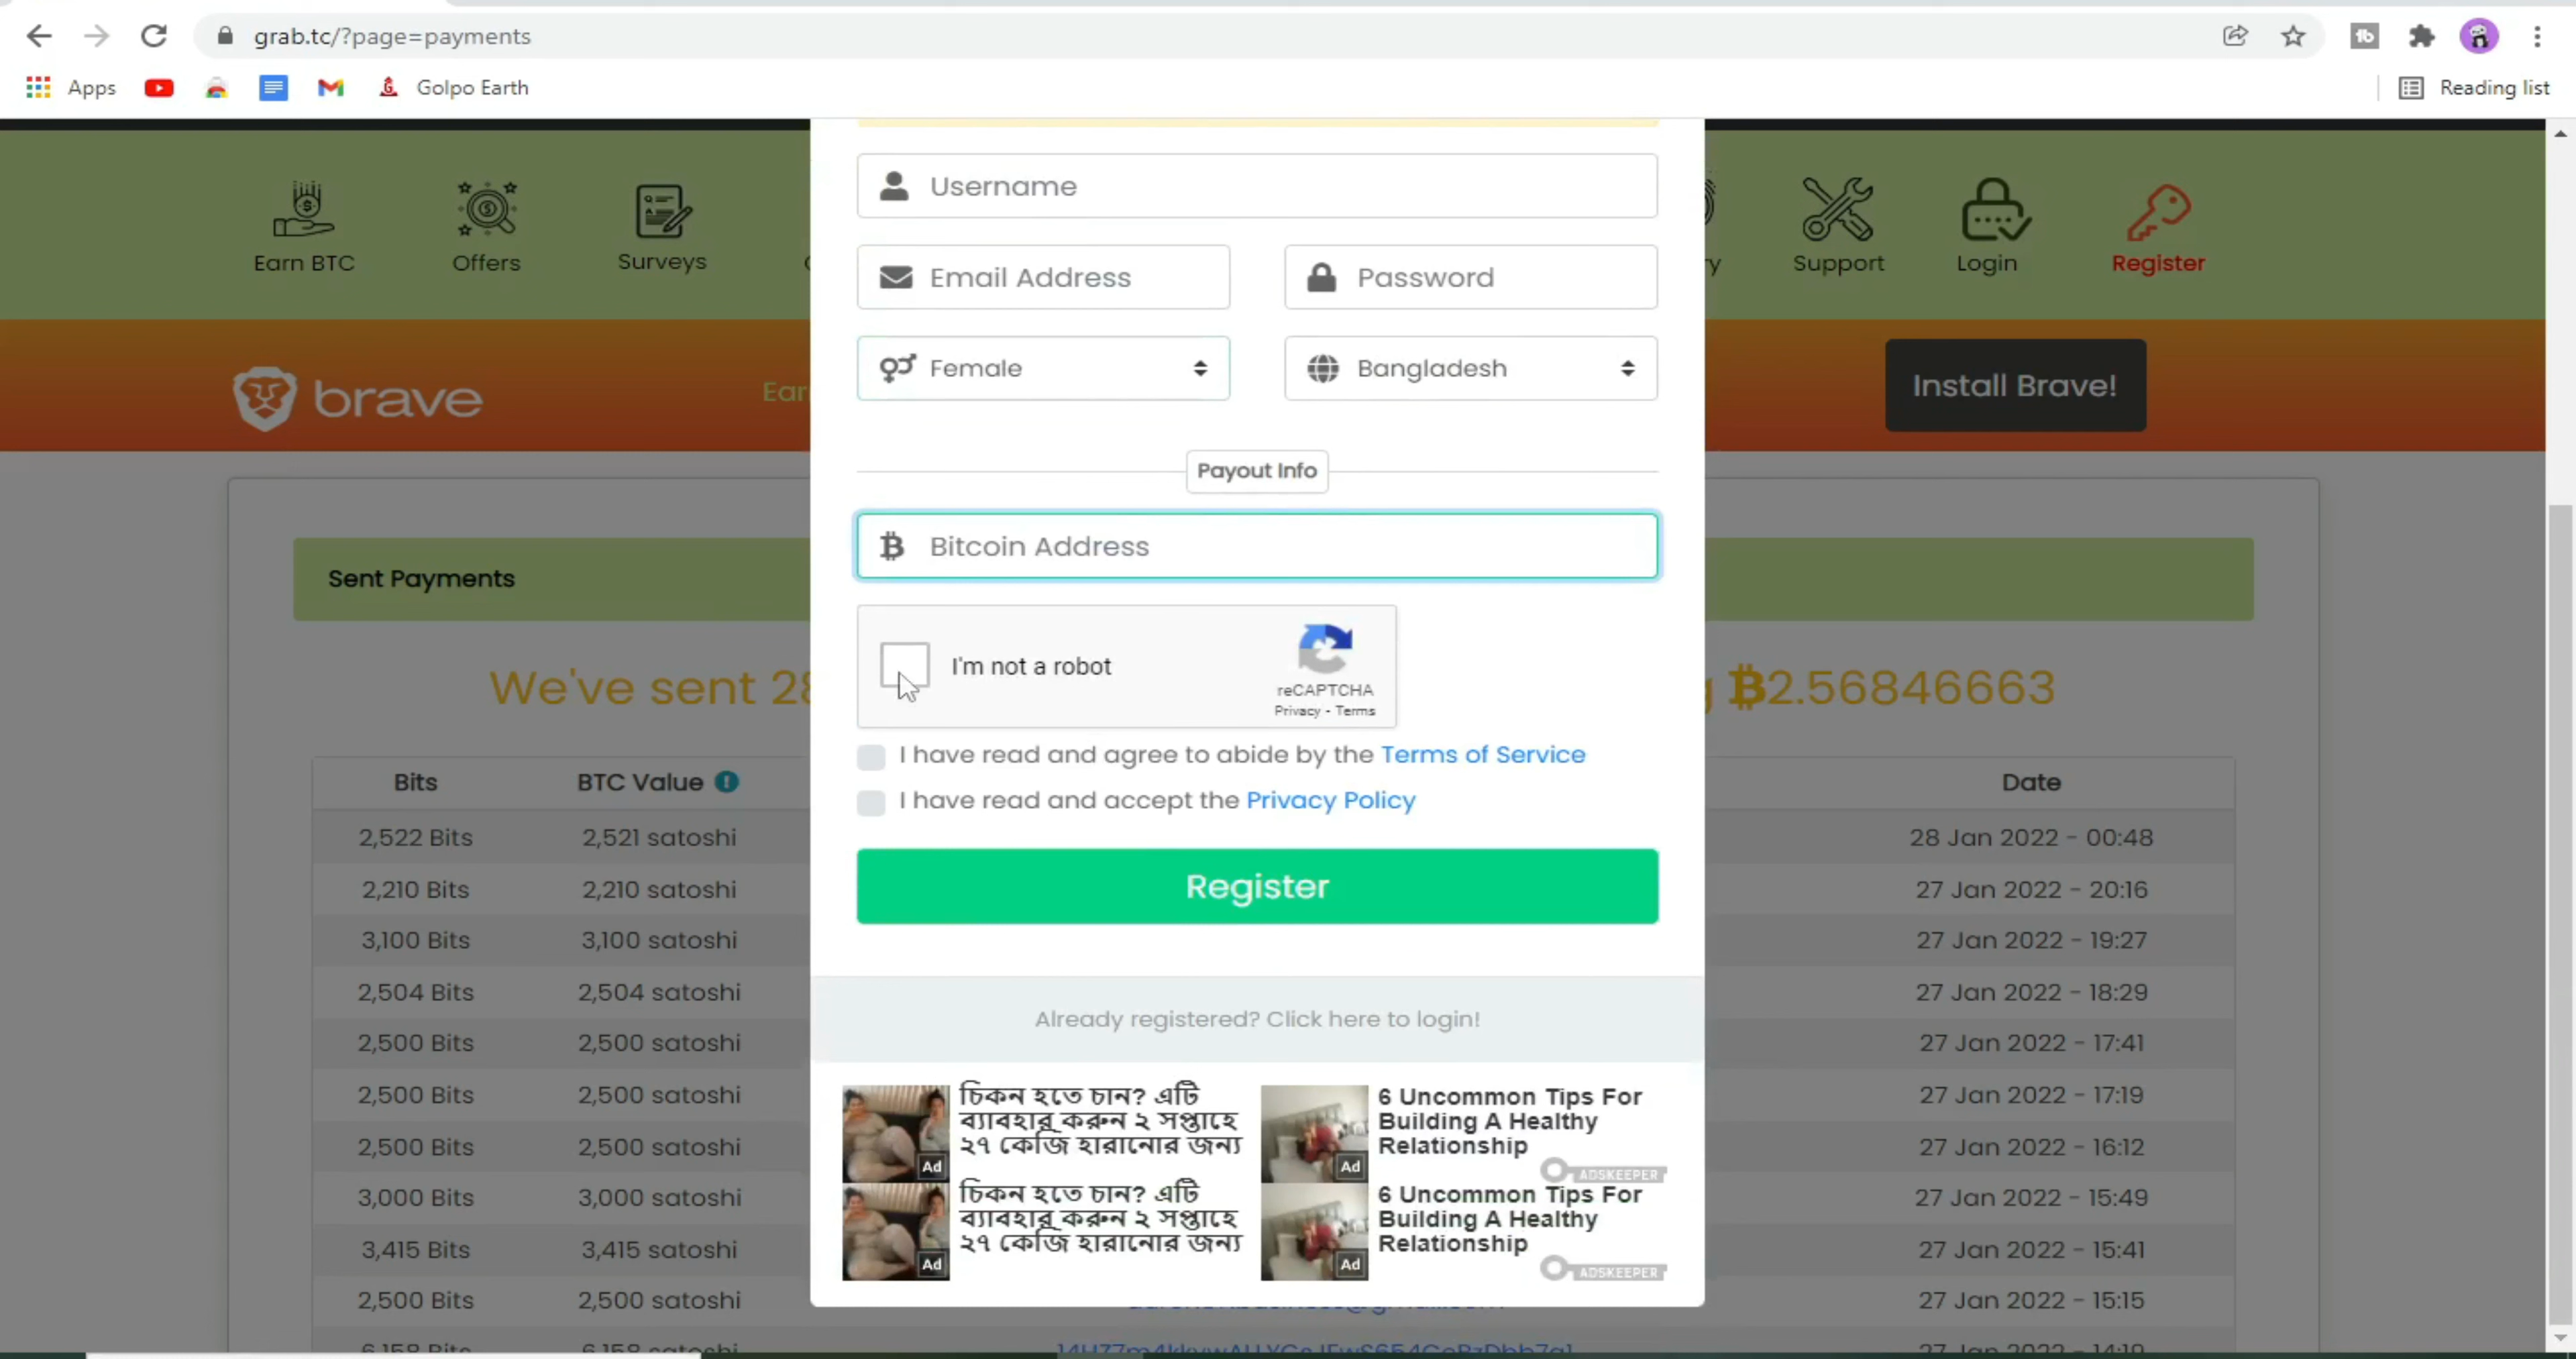 grab.tc/?page=payments
Apps
Golpo Earth
Reading list
Username
Email Address
Password
Female
Bangladesh
Earn BTC
Offers
Surveys
Support
Login
Register
brave
Install Brave!
Payout Info
Bitcoin Address
Sent Payments
I'm not a robot
reCAPTCHA
Privacy - Terms
We've sent
฿2.56846663
I have read and agree to abide by the Terms of Service
I have read and accept the Privacy Policy
Register
Already registered? Click here to login!
Bits BTC Value Date
2,522 Bits 2,521 satoshi 28 Jan 2022 - 00:48
2,210 Bits 2,210 satoshi 27 Jan 2022 - 20:16
3,100 Bits 3,100 satoshi 27 Jan 2022 - 19:27
2,504 Bits 2,504 satoshi 27 Jan 2022 - 18:29
2,500 Bits 2,500 satoshi 27 Jan 2022 - 17:41
2,500 Bits 2,500 satoshi 27 Jan 2022 - 17:19
2,500 Bits 2,500 satoshi 27 Jan 2022 - 16:12
3,000 Bits 3,000 satoshi 27 Jan 2022 - 15:49
3,415 Bits 3,415 satoshi 27 Jan 2022 - 15:41
2,500 Bits 2,500 satoshi 27 Jan 2022 - 15:15
চিকন হতে চান? এটি
ব্যাবহার করুন ২ সপ্তাহে
২৭ কেজি হারানোর জন্য
Ad
6 Uncommon Tips For
Building A Healthy
Relationship
Ad
ADSKEEPER
চিকন হতে চান? এটি
ব্যাবহার করুন ২ সপ্তাহে
২৭ কেজি হারানোর জন্য
Ad
6 Uncommon Tips For
Building A Healthy
Relationship
Ad
ADSKEEPER